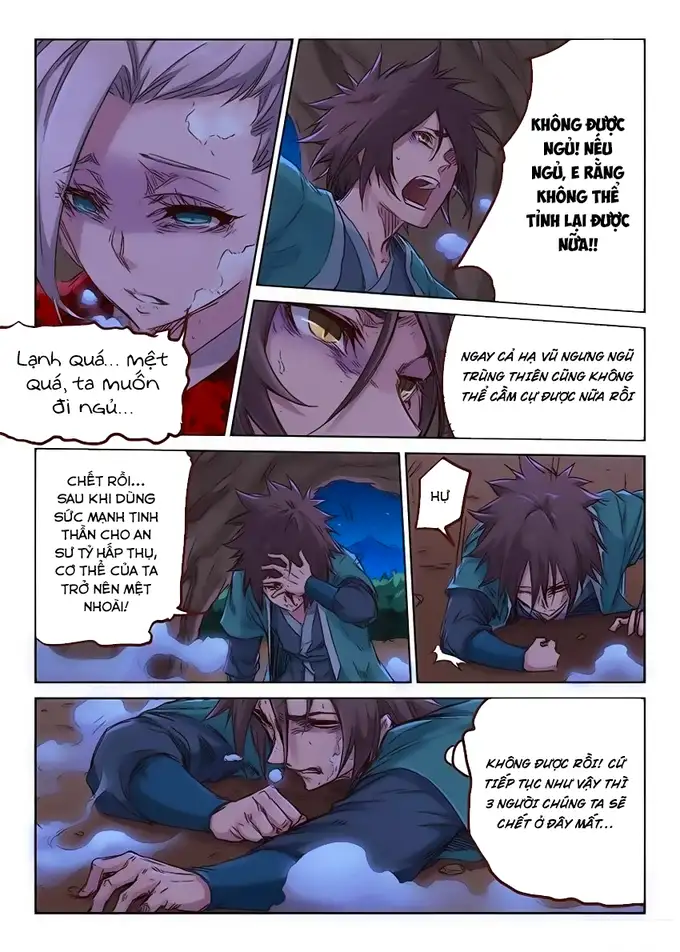 KHÔNG ĐƯỢC
NGỦ! NẾU
NGỦ, E RẰNG
KHÔNG THỂ
TỈNH LẠI ĐƯỢC
NỮA!!
LẠNH QUÁ... MỆT
QUÁ, TA MUỐN
ĐI NGỦ...
NGAY CẢ HẠ VŨ NGƯNG NGŨ
TRÙNG THIÊN CŨNG KHÔNG
THỂ CẦM CỰ ĐƯỢC NỮA RỒI
CHẾT RỒI...
SAU KHI DÙNG
SỨC MẠNH TINH
THẦN CHO AN
SƯ TỶ HẤP THỤ,
CƠ THỂ CỦA TA
TRỞ NÊN MỆT
NHOÀI!
HỰ
KHÔNG ĐƯỢC RỒI! CỨ
TIẾP TỤC NHƯ VẬY THÌ
3 NGƯỜI CHÚNG TA SẼ
CHẾT Ở ĐÂY MẤT...